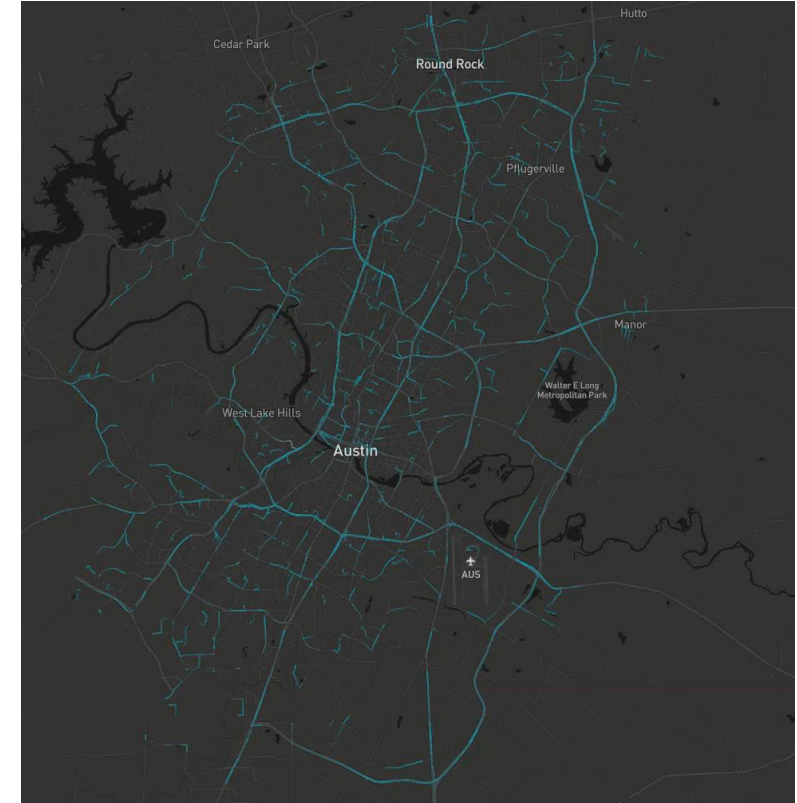 Hutto
Cedar Park
Round Rock
Pflugerville
Manor
Walter E Long
Metropolitan Park
West Lake Hills
Austin
AUS